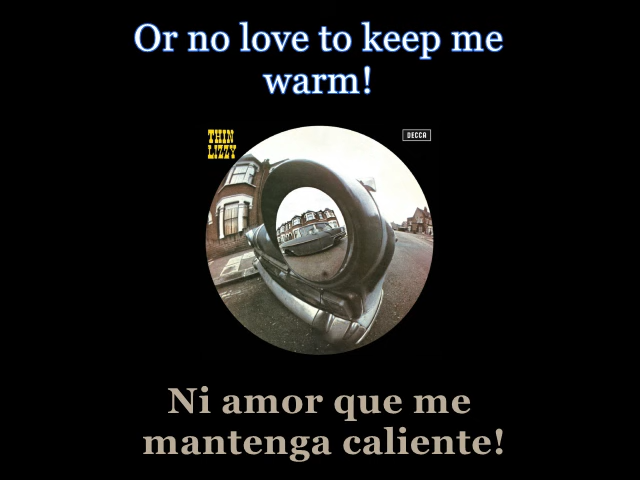 Or no love to keep me
warm!
THIN
LIZZY
DECCA
Ni amor que me
mantenga caliente!